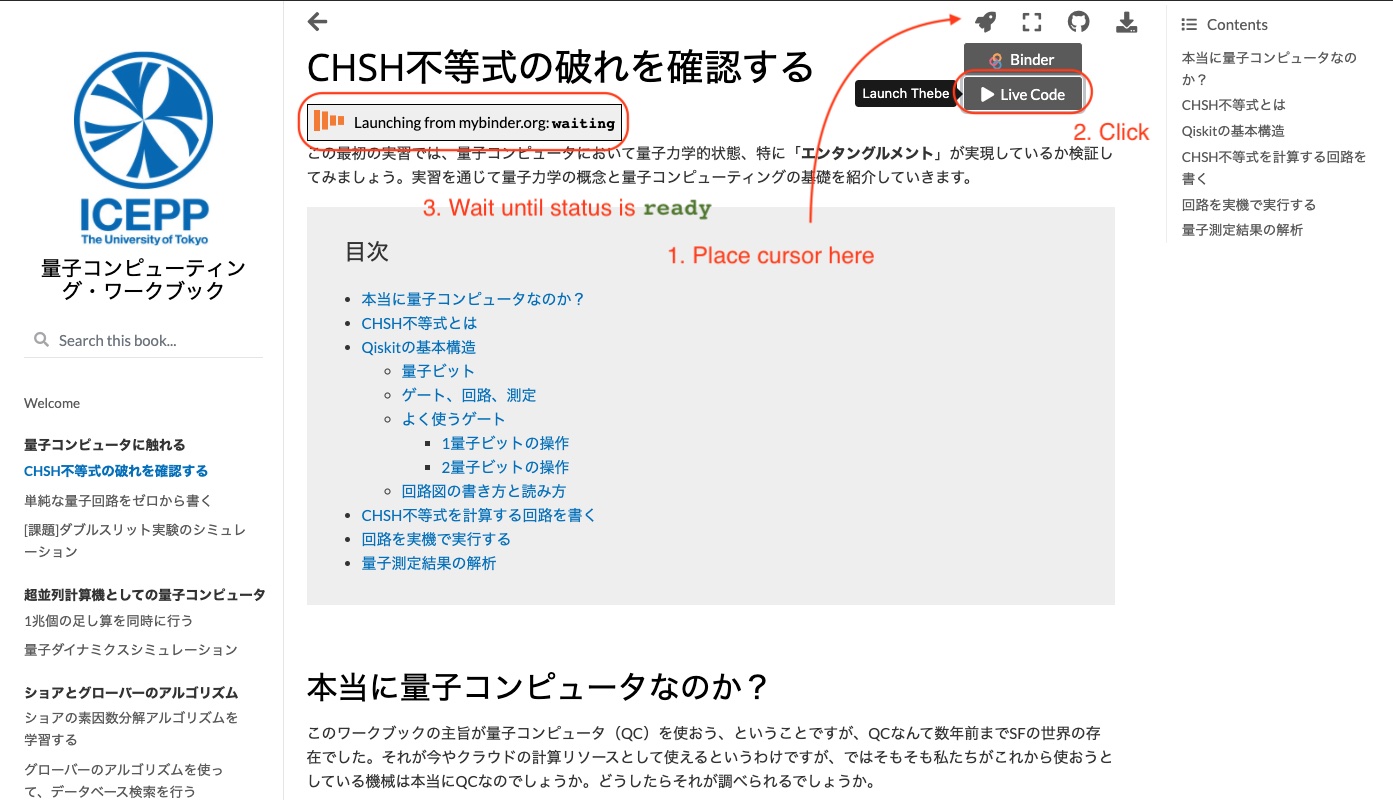 ICEPP
The University of Tokyo
量子コンピューティン
グ・ワークブック
Search this book...
Welcome
量子コンピュータに触れる
CHSH不等式の破れを確認する
単純な量子回路をゼロから書く
[課題]ダブルスリット実験のシミュレ
ーション
超並列計算機としての量子コンピュータ
1兆個の足し算を同時に行う
量子ダイナミクスシミュレーション
ショアとグローバーのアルゴリズム
ショアの素因数分解アルゴリズムを
学習する
グローバーのアルゴリズムを使っ
て、データベース検索を行う
CHSH不等式の破れを確認する
Binder
Launch Thebe
Live Code
2. Click
Launching from mybinder.org: waiting
この最初の実習では、量子コンピュータにおいて量子力学的状態、特に「エンタングルメント」が実現しているか検証し
てみましょう。実習を通じて量子力学の概念と量子コンピューティングの基礎を紹介していきます。
3. Wait until status is ready
1. Place cursor here
目次
本当に量子コンピュータなのか？
CHSH不等式とは
Qiskitの基本構造
量子ビット
ゲート、回路、測定
よく使うゲート
1量子ビットの操作
2量子ビットの操作
回路図の書き方と読み方
CHSH不等式を計算する回路を書く
回路を実機で実行する
量子測定結果の解析
本当に量子コンピュータなのか？
このワークブックの主旨が量子コンピュータ（QC）を使おう、ということですが、QCなんて数年前までSFの世界の存
在でした。それが今やクラウドの計算リソースとして使えるというわけですが、ではそもそも私たちがこれから使おうと
している機械は本当にQCなのでしょうか。どうしたらそれが調べられるでしょうか。
Contents
本当に量子コンピュータなの
か？
CHSH不等式とは
Qiskitの基本構造
CHSH不等式を計算する回路を
書く
回路を実機で実行する
量子測定結果の解析